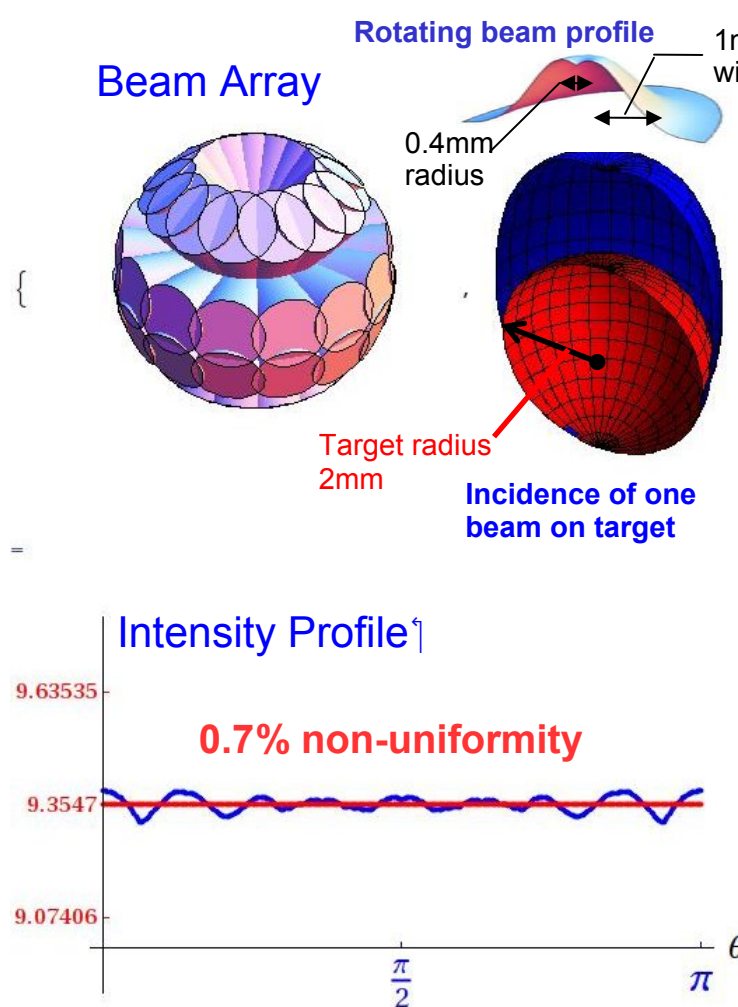 Rotating beam profile
Beam Array
0.4mm
radius
{
,
Target radius
2mm
Incidence of one
beam on target
=
Intensity Profile
9.63535
0.7% non-uniformity
9.3547
9.07406
π/2
π